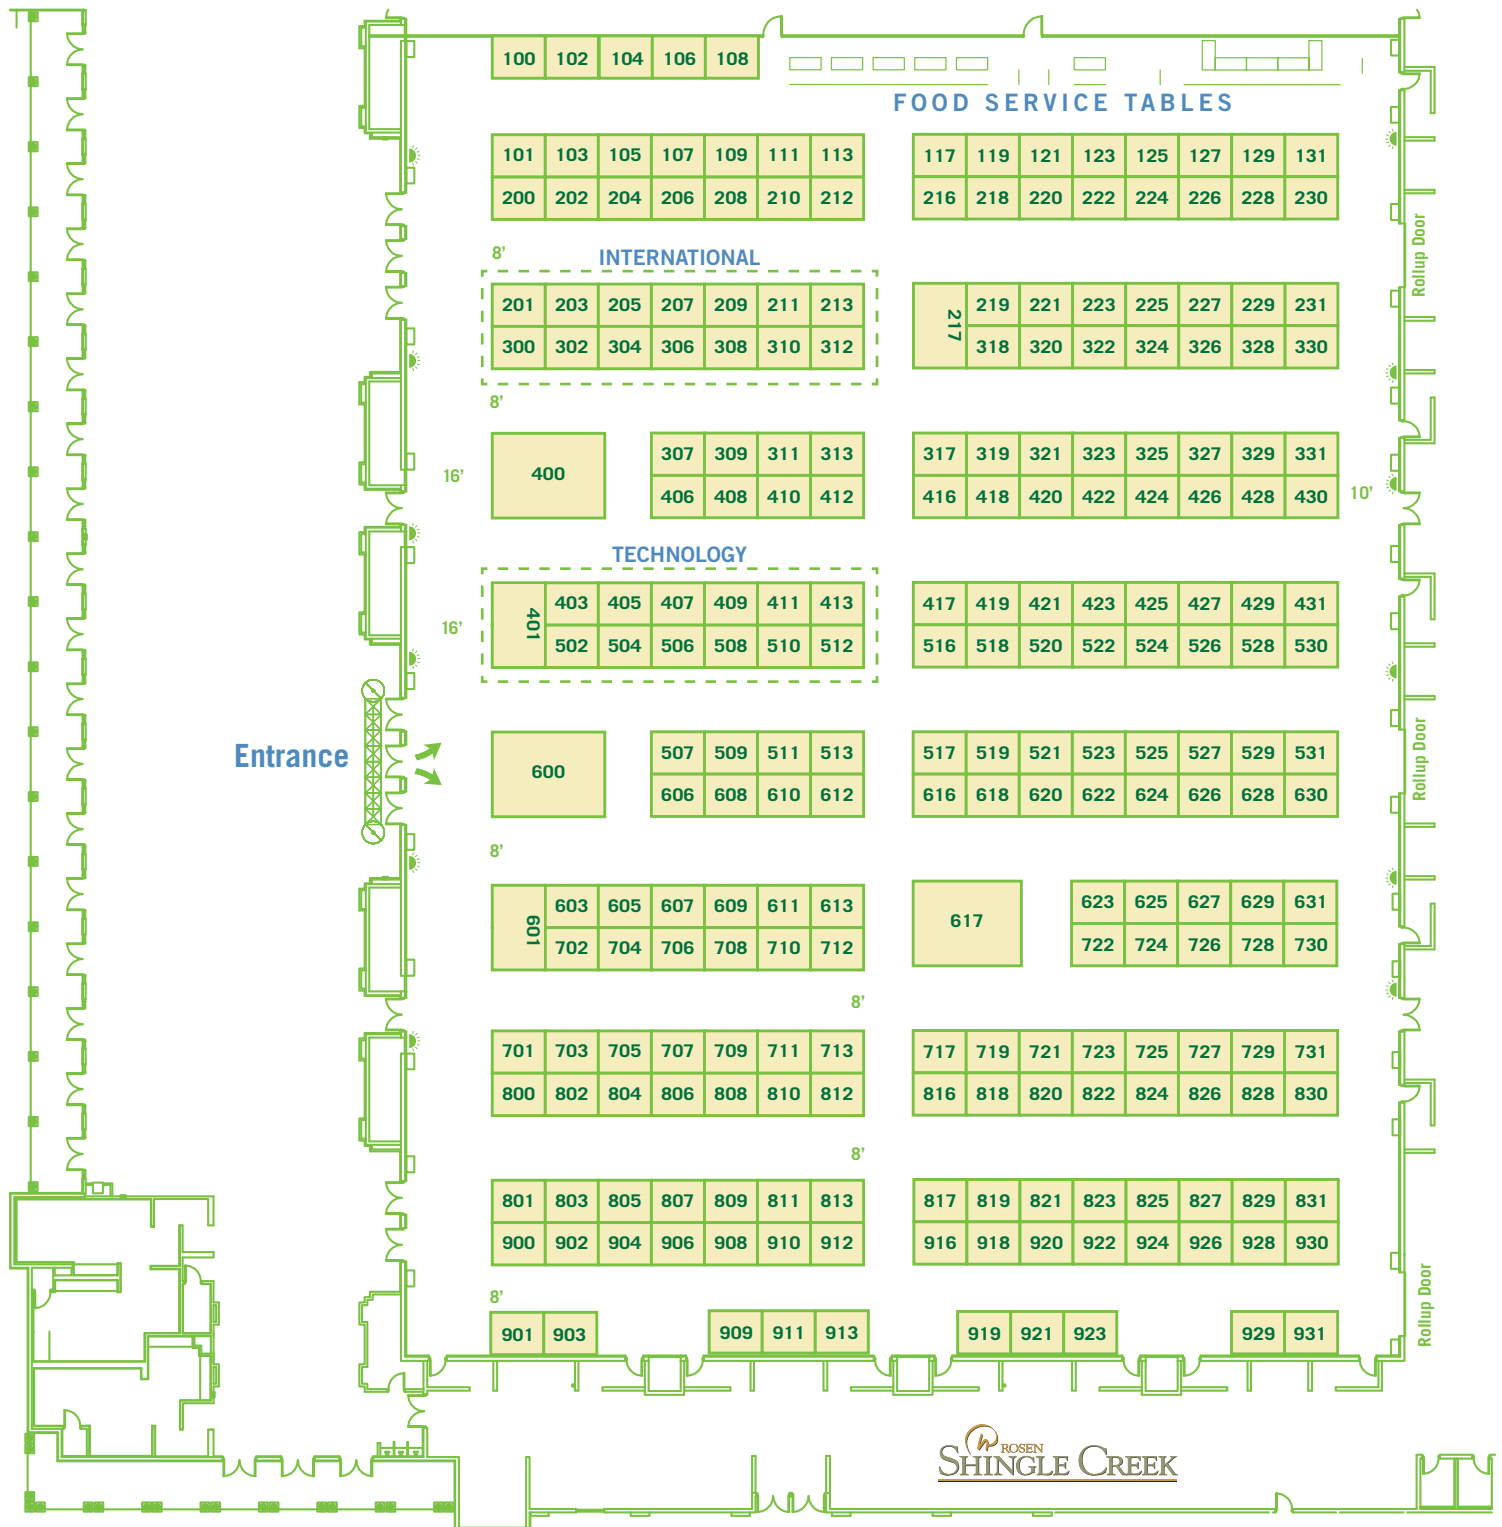 100 102 104 106 108
FOOD SERVICE TABLES
101 103 105 107 109 111 113 117 119 121 123 125 127 129 131
200 202 204 206 208 210 212 216 218 220 222 224 226 228 230
Rollup Door
8’
INTERNATIONAL
201 203 205 207 209 211 213 217 219 221 223 225 227 229 231
300 302 304 306 308 310 312 318 320 322 324 326 328 330
8’
307 309 311 313 317 319 321 323 325 327 329 331
16’ 400
406 408 410 412 416 418 420 422 424 426 428 430 10’
TECHNOLOGY
401 403 405 407 409 411 413 417 419 421 423 425 427 429 431
16’
502 504 506 508 510 512 516 518 520 522 524 526 528 530
Entrance
507 509 511 513 517 519 521 523 525 527 529 531
Rollup Door
600
606 608 610 612 616 618 620 622 624 626 628 630
8’
601 603 605 607 609 611 613 617 623 625 627 629 631
702 704 706 708 710 712 722 724 726 728 730
8’
701 703 705 707 709 711 713 717 719 721 723 725 727 729 731
800 802 804 806 808 810 812 816 818 820 822 824 826 828 830
8’
801 803 805 807 809 811 813 817 819 821 823 825 827 829 831
900 902 904 906 908 910 912 916 918 920 922 924 926 928 930
8’
Rollup Door
901 903 909 911 913 919 921 923 929 931
ROSEN
SHINGLE CREEK